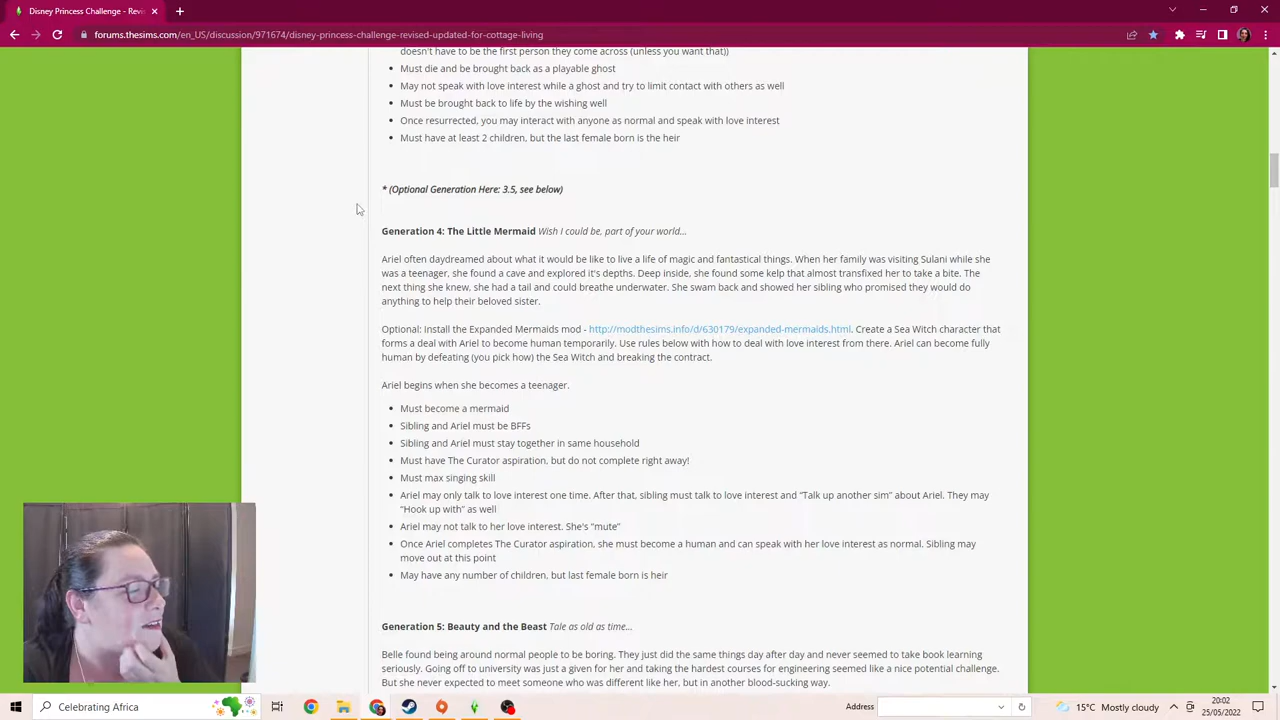 Disney Princess Challenge - Revis
forums.thesims.com/en_US/discussion/971674/disney-princess-challenge-revised-updated-for-cottage-living
doesn't have to be the first person they come across (unless you want that))
Must die and be brought back as a playable ghost
May not speak with love interest while a ghost and try to limit contact with others as well
Must be brought back to life by the wishing well
Once resurrected, you may interact with anyone as normal and speak with love interest
Must have at least 2 children, but the last female born is the heir
* (Optional Generation Here: 3.5, see below)
Generation 4: The Little Mermaid Wish I could be, part of your world...
Ariel often daydreamed about what it would be like to live a life of magic and fantastical things. When her family was visiting Sulani while she
was a teenager, she found a cave and explored it's depths. Deep inside, she found some kelp that almost transfixed her to take a bite. The
next thing she knew, she had a tail and could breathe underwater. She swam back and showed her sibling who promised they would do
anything to help their beloved sister.
Optional: Install the Expanded Mermaids mod - http://modthesims.info/d/630179/expanded-mermaids.html. Create a Sea Witch character that
forms a deal with Ariel to become human temporarily. Use rules below with how to deal with love interest from there. Ariel can become fully
human by defeating (you pick how) the Sea Witch and breaking the contract.
Ariel begins when she becomes a teenager.
Must become a mermaid
Sibling and Ariel must be BFFs
Sibling and Ariel must stay together in same household
Must have The Curator aspiration, but do not complete right away!
Must max singing skill
Ariel may only talk to love interest one time. After that, sibling must talk to love interest and “Talk up another sim” about Ariel. They may
“Hook up with” as well
Ariel may not talk to her love interest. She's “mute”
Once Ariel completes The Curator aspiration, she must become a human and can speak with her love interest as normal. Sibling may
move out at this point
May have any number of children, but last female born is heir
Generation 5: Beauty and the Beast Tale as old as time...
Belle found being around normal people to be boring. They just did the same things day after day and never seemed to take book learning
seriously. Going off to university was just a given for her and taking the hardest courses for engineering seemed like a nice potential challenge.
But she never expected to meet someone who was different like her, but in another blood-sucking way.
Celebrating Africa
Address
15°C Mostly cloudy
20:02
25/05/2022